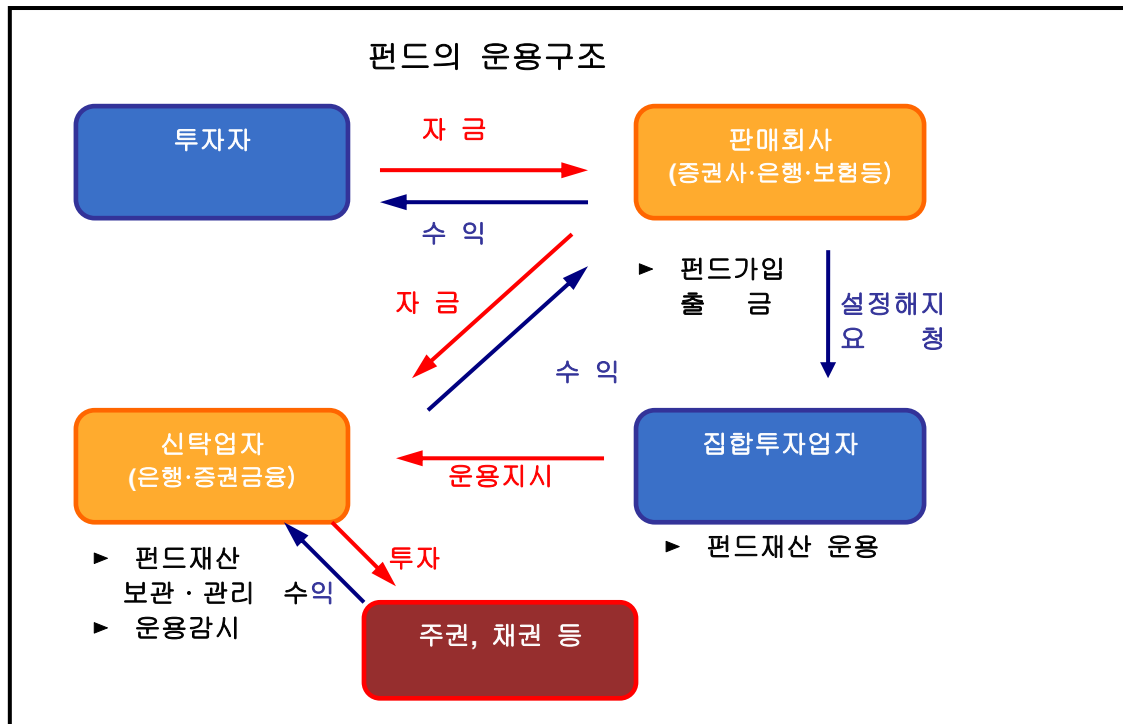 펀드의 운용구조
투자자
자 금
판매회사
(증권사·은행·보험등)
수 익
► 펀드가입
출 금
설정해지
요 청
자 금
수 익
신탁업자
(은행·증권금융)
집합투자업자
운용지시
► 펀드재산 운용
► 펀드재산
보관 · 관리
► 운용감시
투자
수익
주권, 채권 등